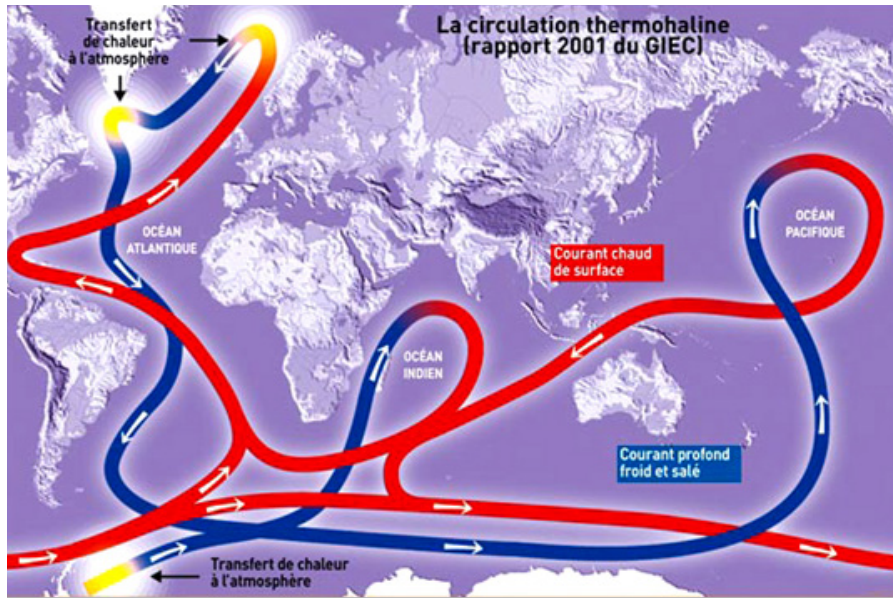 La circulation thermohaline
(rapport 2001 du GIEC)
Transfert
de chaleur
à l'atmosphère
OCÉAN
ATLANTIQUE
OCÉAN
PACIFIQUE
Courant chaud
de surface
OCÉAN
INDIEN
Courant profond
froid et salé
Transfert de chaleur
à l'atmosphère